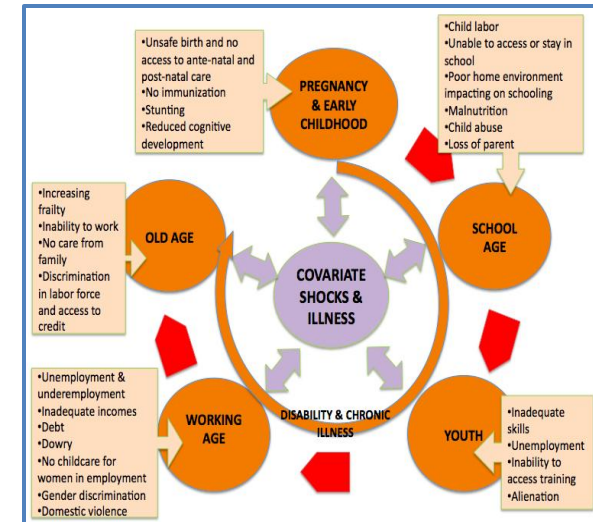 •Unsafe birth and no
access to ante-natal and
post-natal care
•No immunization
•Stunting
•Reduced cognitive
development
PREGNANCY
& EARLY
CHILDHOOD
•Child labor
•Unable to access or stay in
school
•Poor home environment
impacting on schooling
•Malnutrition
•Child abuse
•Loss of parent
SCHOOL
AGE
•Inadequate
skills
•Unemployment
•Inability to
access training
•Alienation
YOUTH
•Unemployment &
underemployment
•Inadequate incomes
•Debt
•Dowry
•No childcare for
women in employment
•Gender discrimination
•Domestic violence
WORKING
AGE
•Increasing
frailty
•Inability to work
•No care from
family
•Discrimination
in labor force
and access to
credit
OLD AGE
COVARIATE
SHOCKS &
ILLNESS
DISABILITY & CHRONIC
ILLNESS